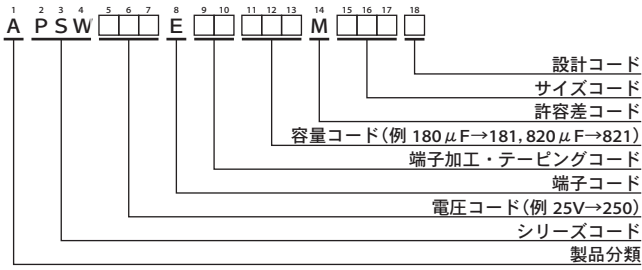 1 2 3 4 5 6 7 8 9 10 11 12 13 14 15 16 17 18
A P S W □□□ E □□ □□□ M □□□ □
設計コード
サイズコード
許容差コード
容量コード(例 180μF→181, 820μF→821)
端子加工・テーピングコード
端子コード
電圧コード(例 25V→250)
シリーズコード
製品分類